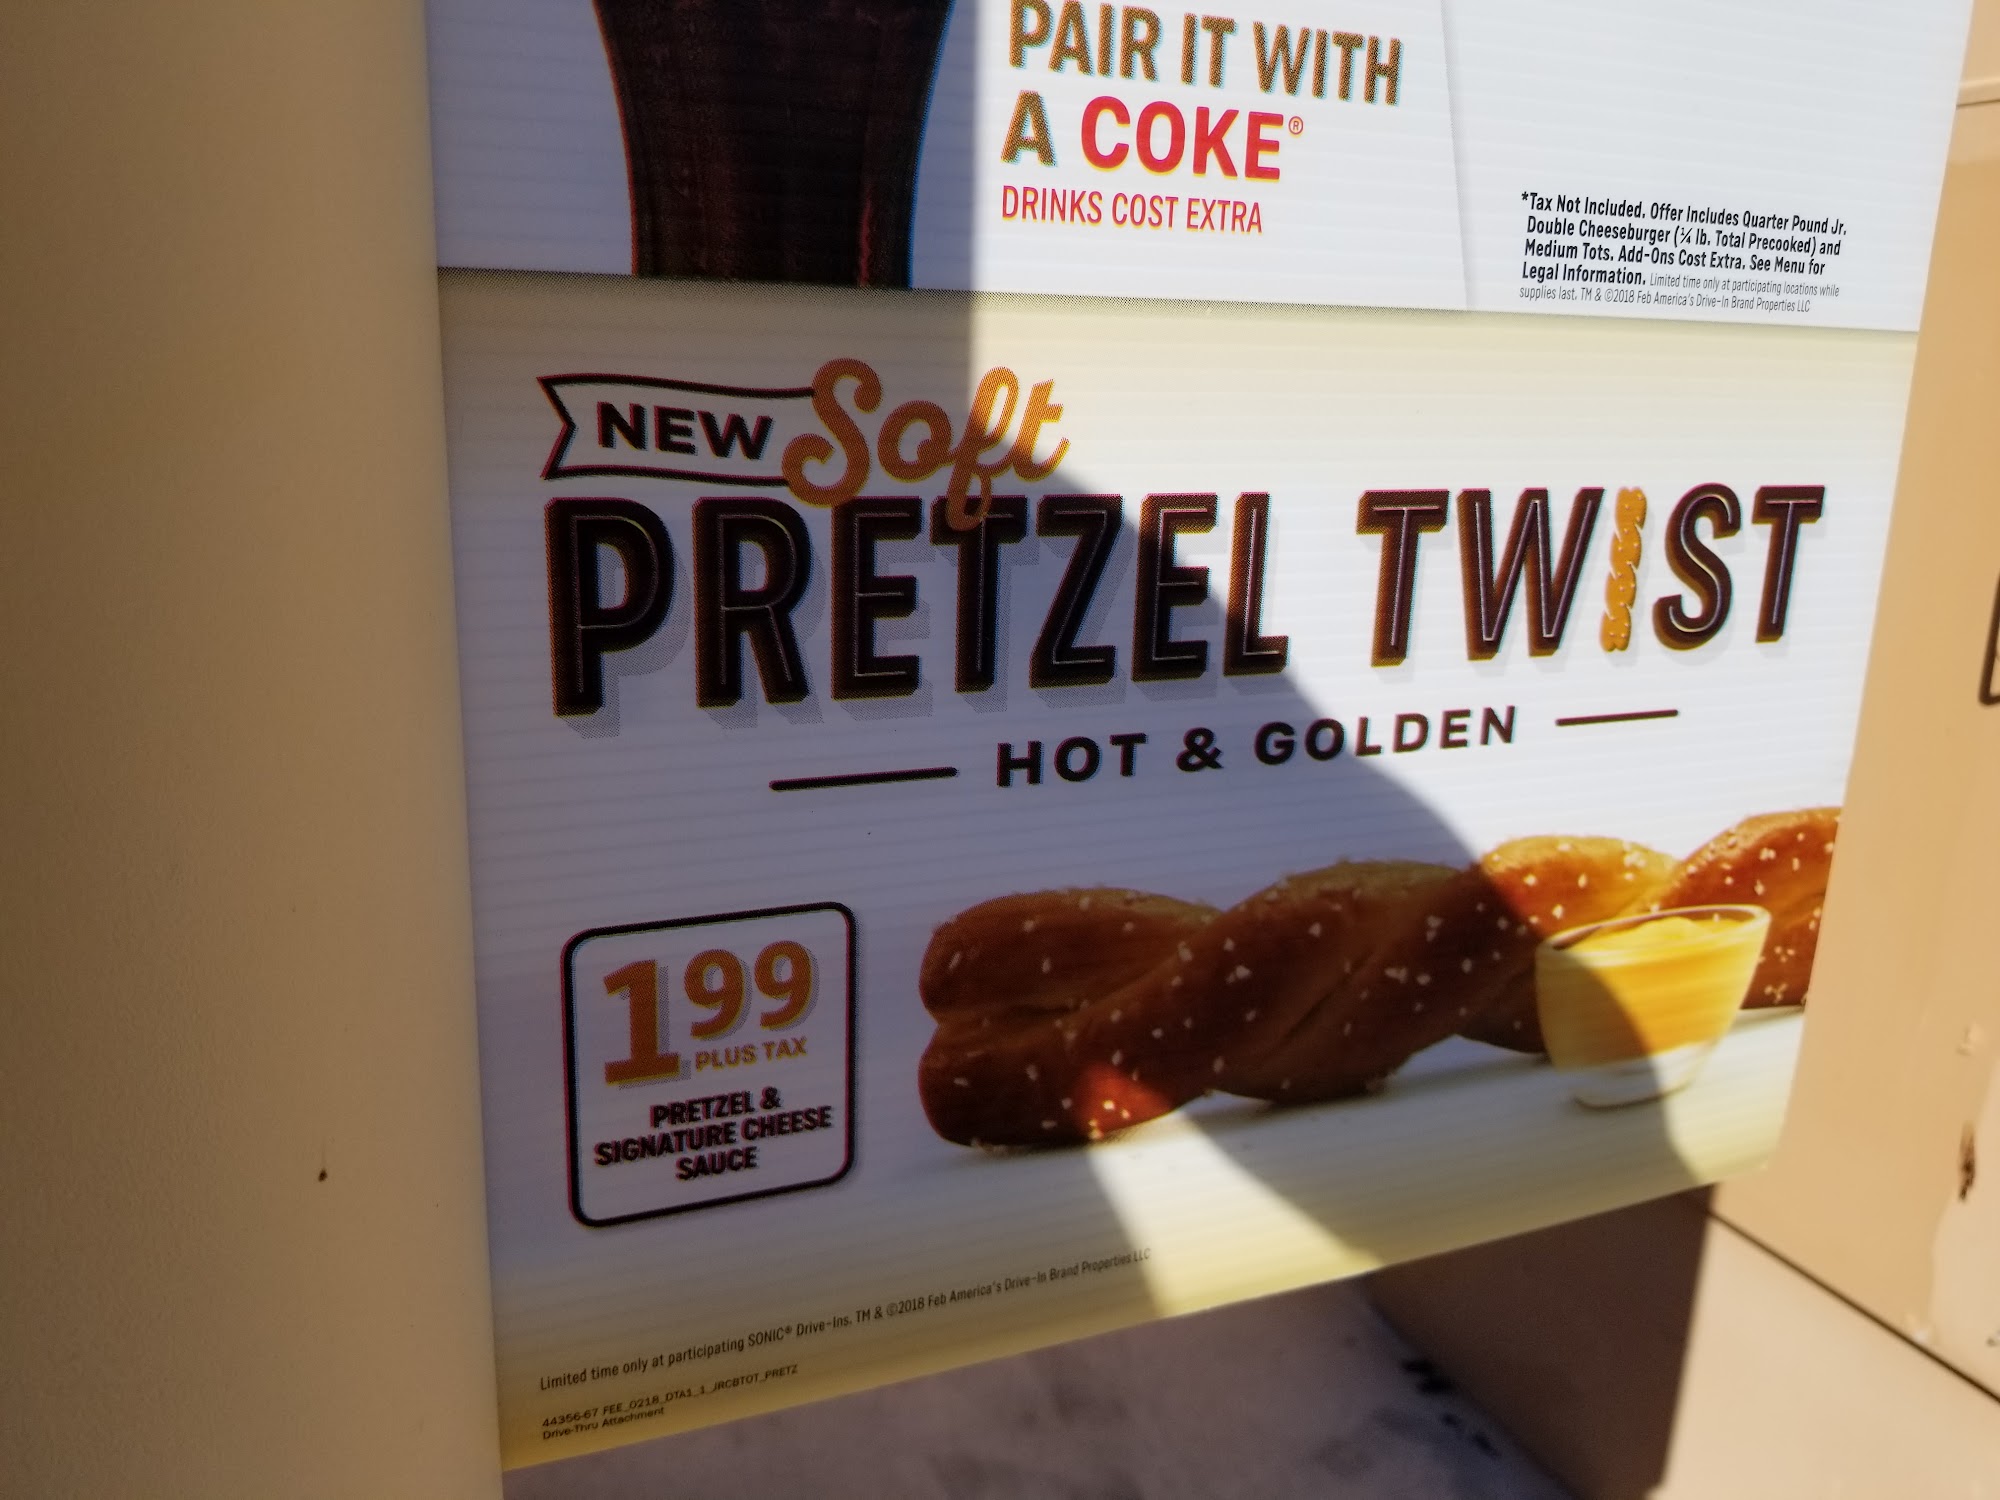 PAIR IT WITH
A COKE®
DRINKS COST EXTRA
*Tax Not Included. Offer Includes Quarter Pound Jr.
Double Cheeseburger (¼ lb. Total Precooked) and
Medium Tots. Add-Ons Cost Extra. See Menu for
Legal Information. Limited time only at participating locations while
supplies last. TM & ©2018 Feb America's Drive-In Brand Properties LLC
NEW Soft
PRETZEL TWIST
HOT & GOLDEN
199
PLUS TAX
PRETZEL &
SIGNATURE CHEESE
SAUCE
Limited time only at participating SONIC® Drive-Ins. TM & ©2018 Feb America's Drive-In Brand Properties LLC
44356-67 FEE_0218_DTA1_1_JRCBTOT_PRETZ
Drive-Thru Attachment